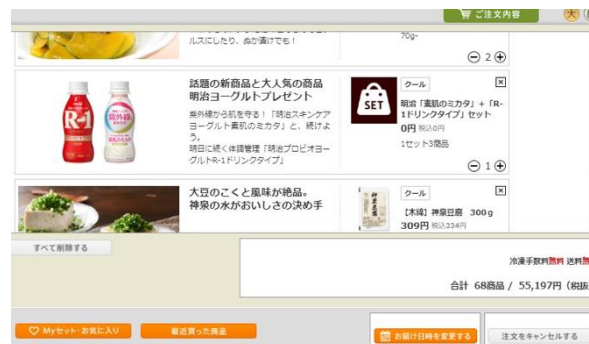 ご注文内容
大
ルスにしたり、ぬか漬けでも!
70g-
2
話題の新商品と大人気の商品
明治ヨーグルトプレゼント
紫外線から肌を守る!「明治スキンケア
ヨーグルト素肌のミカタ」と、続けよ
う。
明日に続く体調管理「明治プロビオヨー
グルトR-1ドリンクタイプ」
R-1
紫外線
SET
クール
明治「素肌のミカタ」+「R-
1ドリンクタイプ」セット
0円 税込0円
1セット3商品
1
大豆のこくと風味が絶品。
神泉の水がおいしさの決め手
クール
【木綿】神泉豆腐 300g
309円 税込334円
すべて削除する
冷凍手数料無料 送料無
合計 68商品 / 55,197円(税抜
Myセット・お気に入り
最近買った商品
お届け日時を変更する
注文をキャンセルする